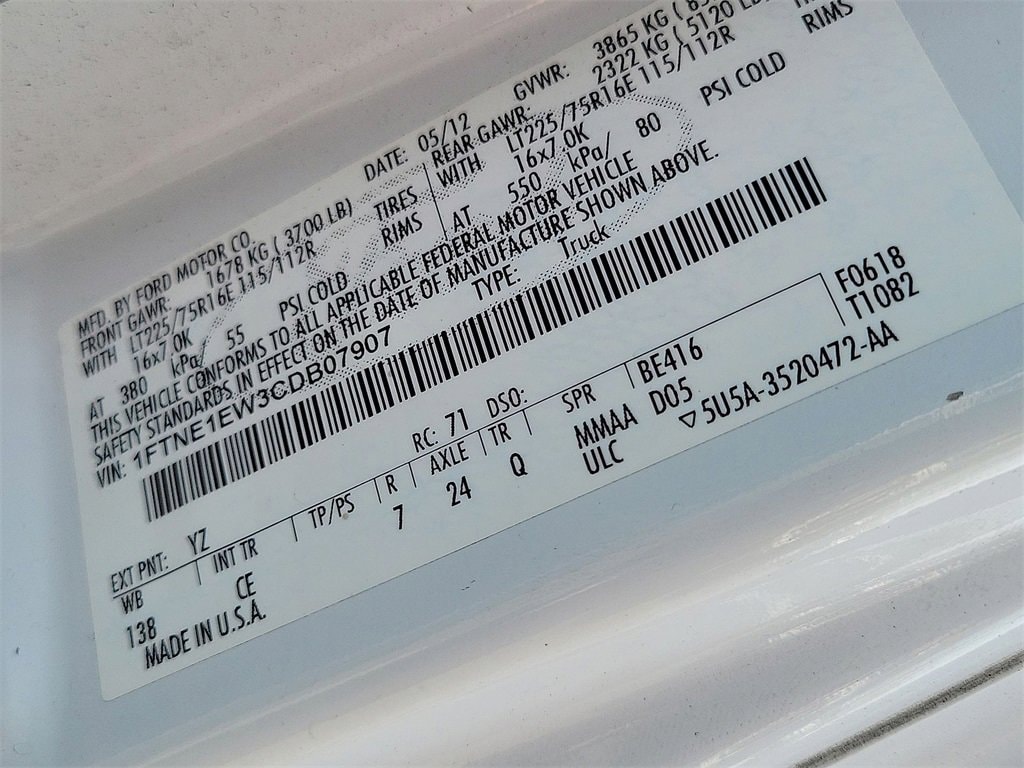 MFD. BY FORD MOTOR CO. DATE: 05/12 GVWR: 3865 KG (
FRONT GAWR: 1678 KG ( 3700 LB) REAR GAWR: 2322 KG ( 5120 LB
WITH LT225/75R16E 115/112R TIRES WITH LT225/75R16E 115/112R
16x7.0K RIMS 16x7.0K RIMS
AT 380 kPa/ 55 PSI COLD AT 550 kPa/ 80 PSI COLD
THIS VEHICLE CONFORMS TO ALL APPLICABLE FEDERAL MOTOR VEHICLE
SAFETY STANDARDS IN EFFECT ON THE DATE OF MANUFACTURE SHOWN ABOVE.
VIN: 1FTNE1EW3CDB07907 TYPE: Truck
F0618
T1082
EXT PNT: YZ RC: 71 DSO: BE416
WB INT TR TP/PS R AXLE TR SPR MMAA D05
138 CE 7 24 Q ULC
MADE IN U.S.A. ▽5U5A-3520472-AA